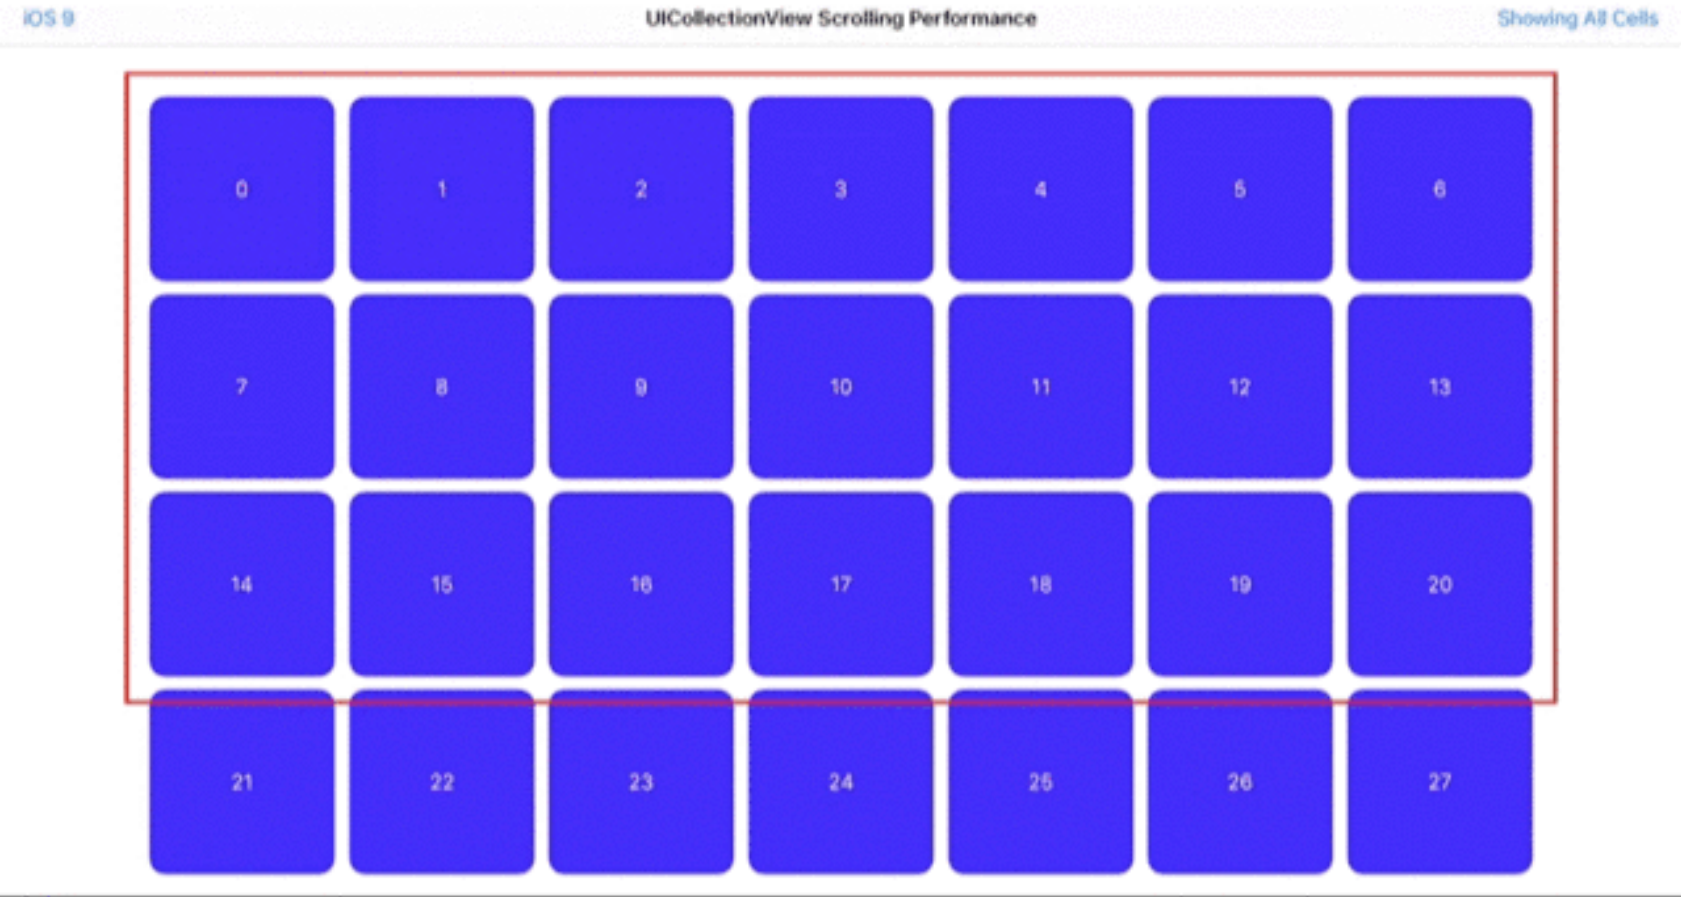 iOS 9 UICollectionView Scrolling Performance Showing All Cells
0 1 2 3 4 5 6
7 8 9 10 11 12 13
14 15 16 17 18 19 20
21 22 23 24 25 26 27